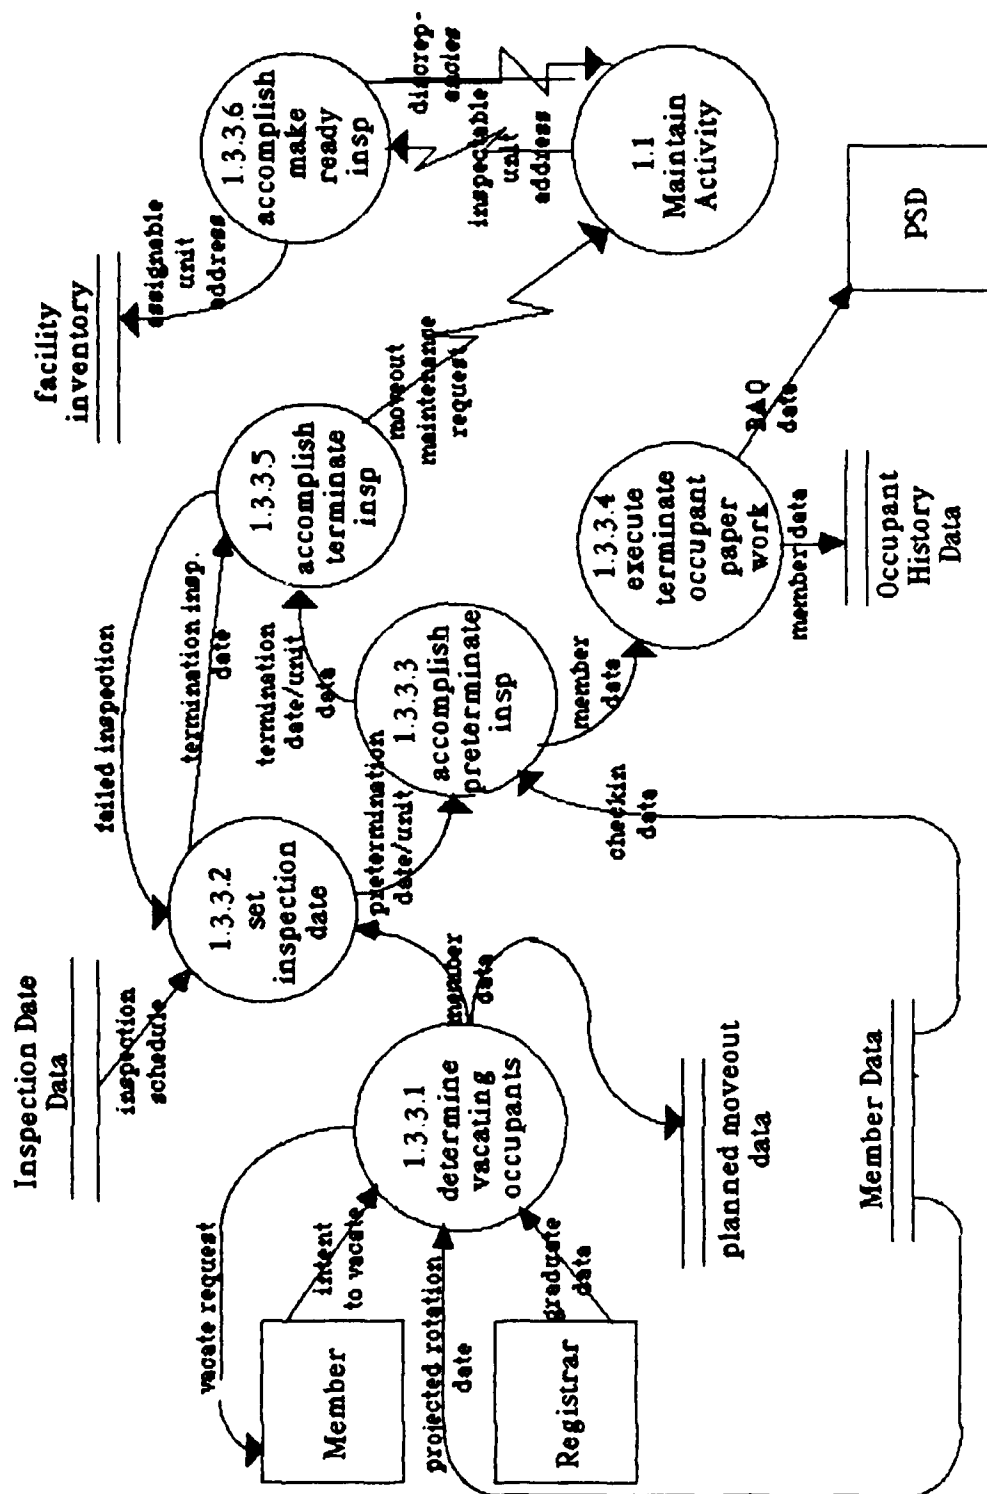 Inspection Date
Data
inspection
schedule
facility
inventory
assignable
unit
address
failed inspection
termination insp.
date
1.3.3.6
accomplish
make
ready
insp
discrep-
ancies
inspectable
unit
address
1.3.3.2
set
inspection
date
1.3.3.5
accomplish
terminate
insp
termination
date/unit
data
vacate request
Member
intent
to vacate
pretermination
date/unit
moveout
maintenance
request
member
data
1.3.3.3
accomplish
preterminate
insp
1.3.3.1
determine
vacating
occupants
projected rotation
date
Registrar
graduate
data
checkin
data
member
data
1.3.3.4
execute
terminate
occupant
paper
work
BAQ
date
1.1
Maintain
Activity
planned moveout
data
member data
Occupant
History
Data
PSD
Member Data